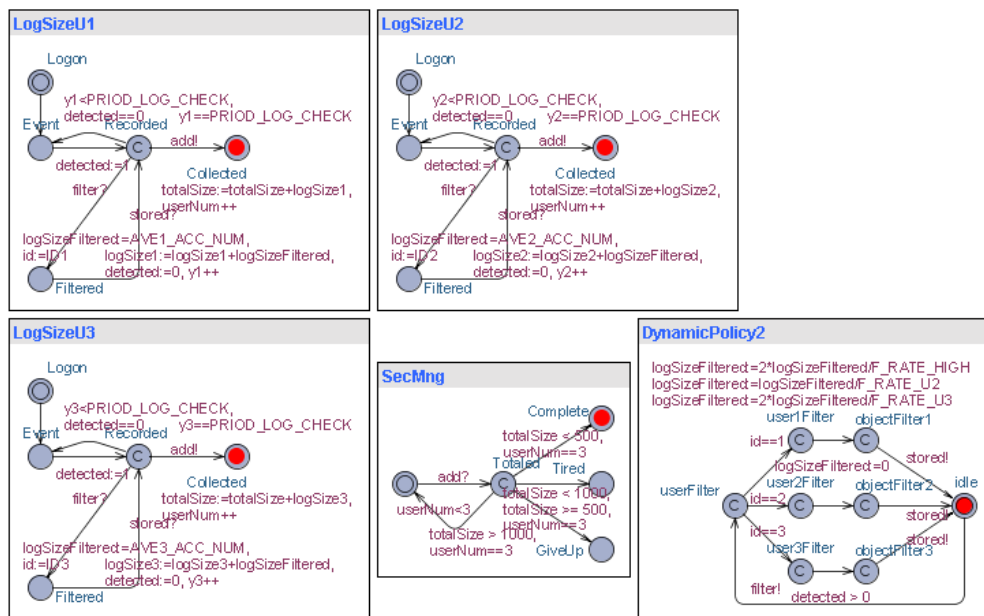 LogSizeU1
Logon
y1<PRIOD_LOG_CHECK,
detected==0 y1==PRIOD_LOG_CHECK
Event Recorded
C
add!
detected:=1
Collected
filter? totalSize:=totalSize+logSize1,
userNum++
stored?
logSizeFiltered:=AVE1_ACC_NUM,
id:=ID1 logSize1:=logSize1+logSizeFiltered,
detected:=0, y1++
Filtered
LogSizeU2
Logon
y2<PRIOD_LOG_CHECK,
detected==0 y2==PRIOD_LOG_CHECK
Event Recorded
C
add!
detected:=1
Collected
filter? totalSize:=totalSize+logSize2,
userNum++
stored?
logSizeFiltered:=AVE2_ACC_NUM,
id:=ID2 logSize2:=logSize2+logSizeFiltered,
detected:=0, y2++
Filtered
LogSizeU3
Logon
y3<PRIOD_LOG_CHECK,
detected==0 y3==PRIOD_LOG_CHECK
Event Recorded
C
add!
detected:=1
Collected
filter? totalSize:=totalSize+logSize3,
userNum++
stored?
logSizeFiltered:=AVE3_ACC_NUM,
id:=ID3 logSize3:=logSize3+logSizeFiltered,
detected:=0, y3++
Filtered
SecMng
Complete
totalSize < 500,
userNum==3
Totaled Tired
add?
C
userNum<3
totalSize < 1000,
totalSize >= 500,
userNum==3
totalSize > 1000,
userNum==3
GiveUp
DynamicPolicy2
logSizeFiltered:=2*logSizeFiltered/F_RATE_HIGH
logSizeFiltered:=logSizeFiltered/F_RATE_U2
logSizeFiltered:=2*logSizeFiltered/F_RATE_U3
user1Filter objectFilter1
id==1
C C
logSizeFiltered:=0
stored!
userFilter user2Filter objectFilter2 idle
id==2
C C C
stored!
id==3
stored!
user3Filter objectFilter3
C C
filter!
detected > 0